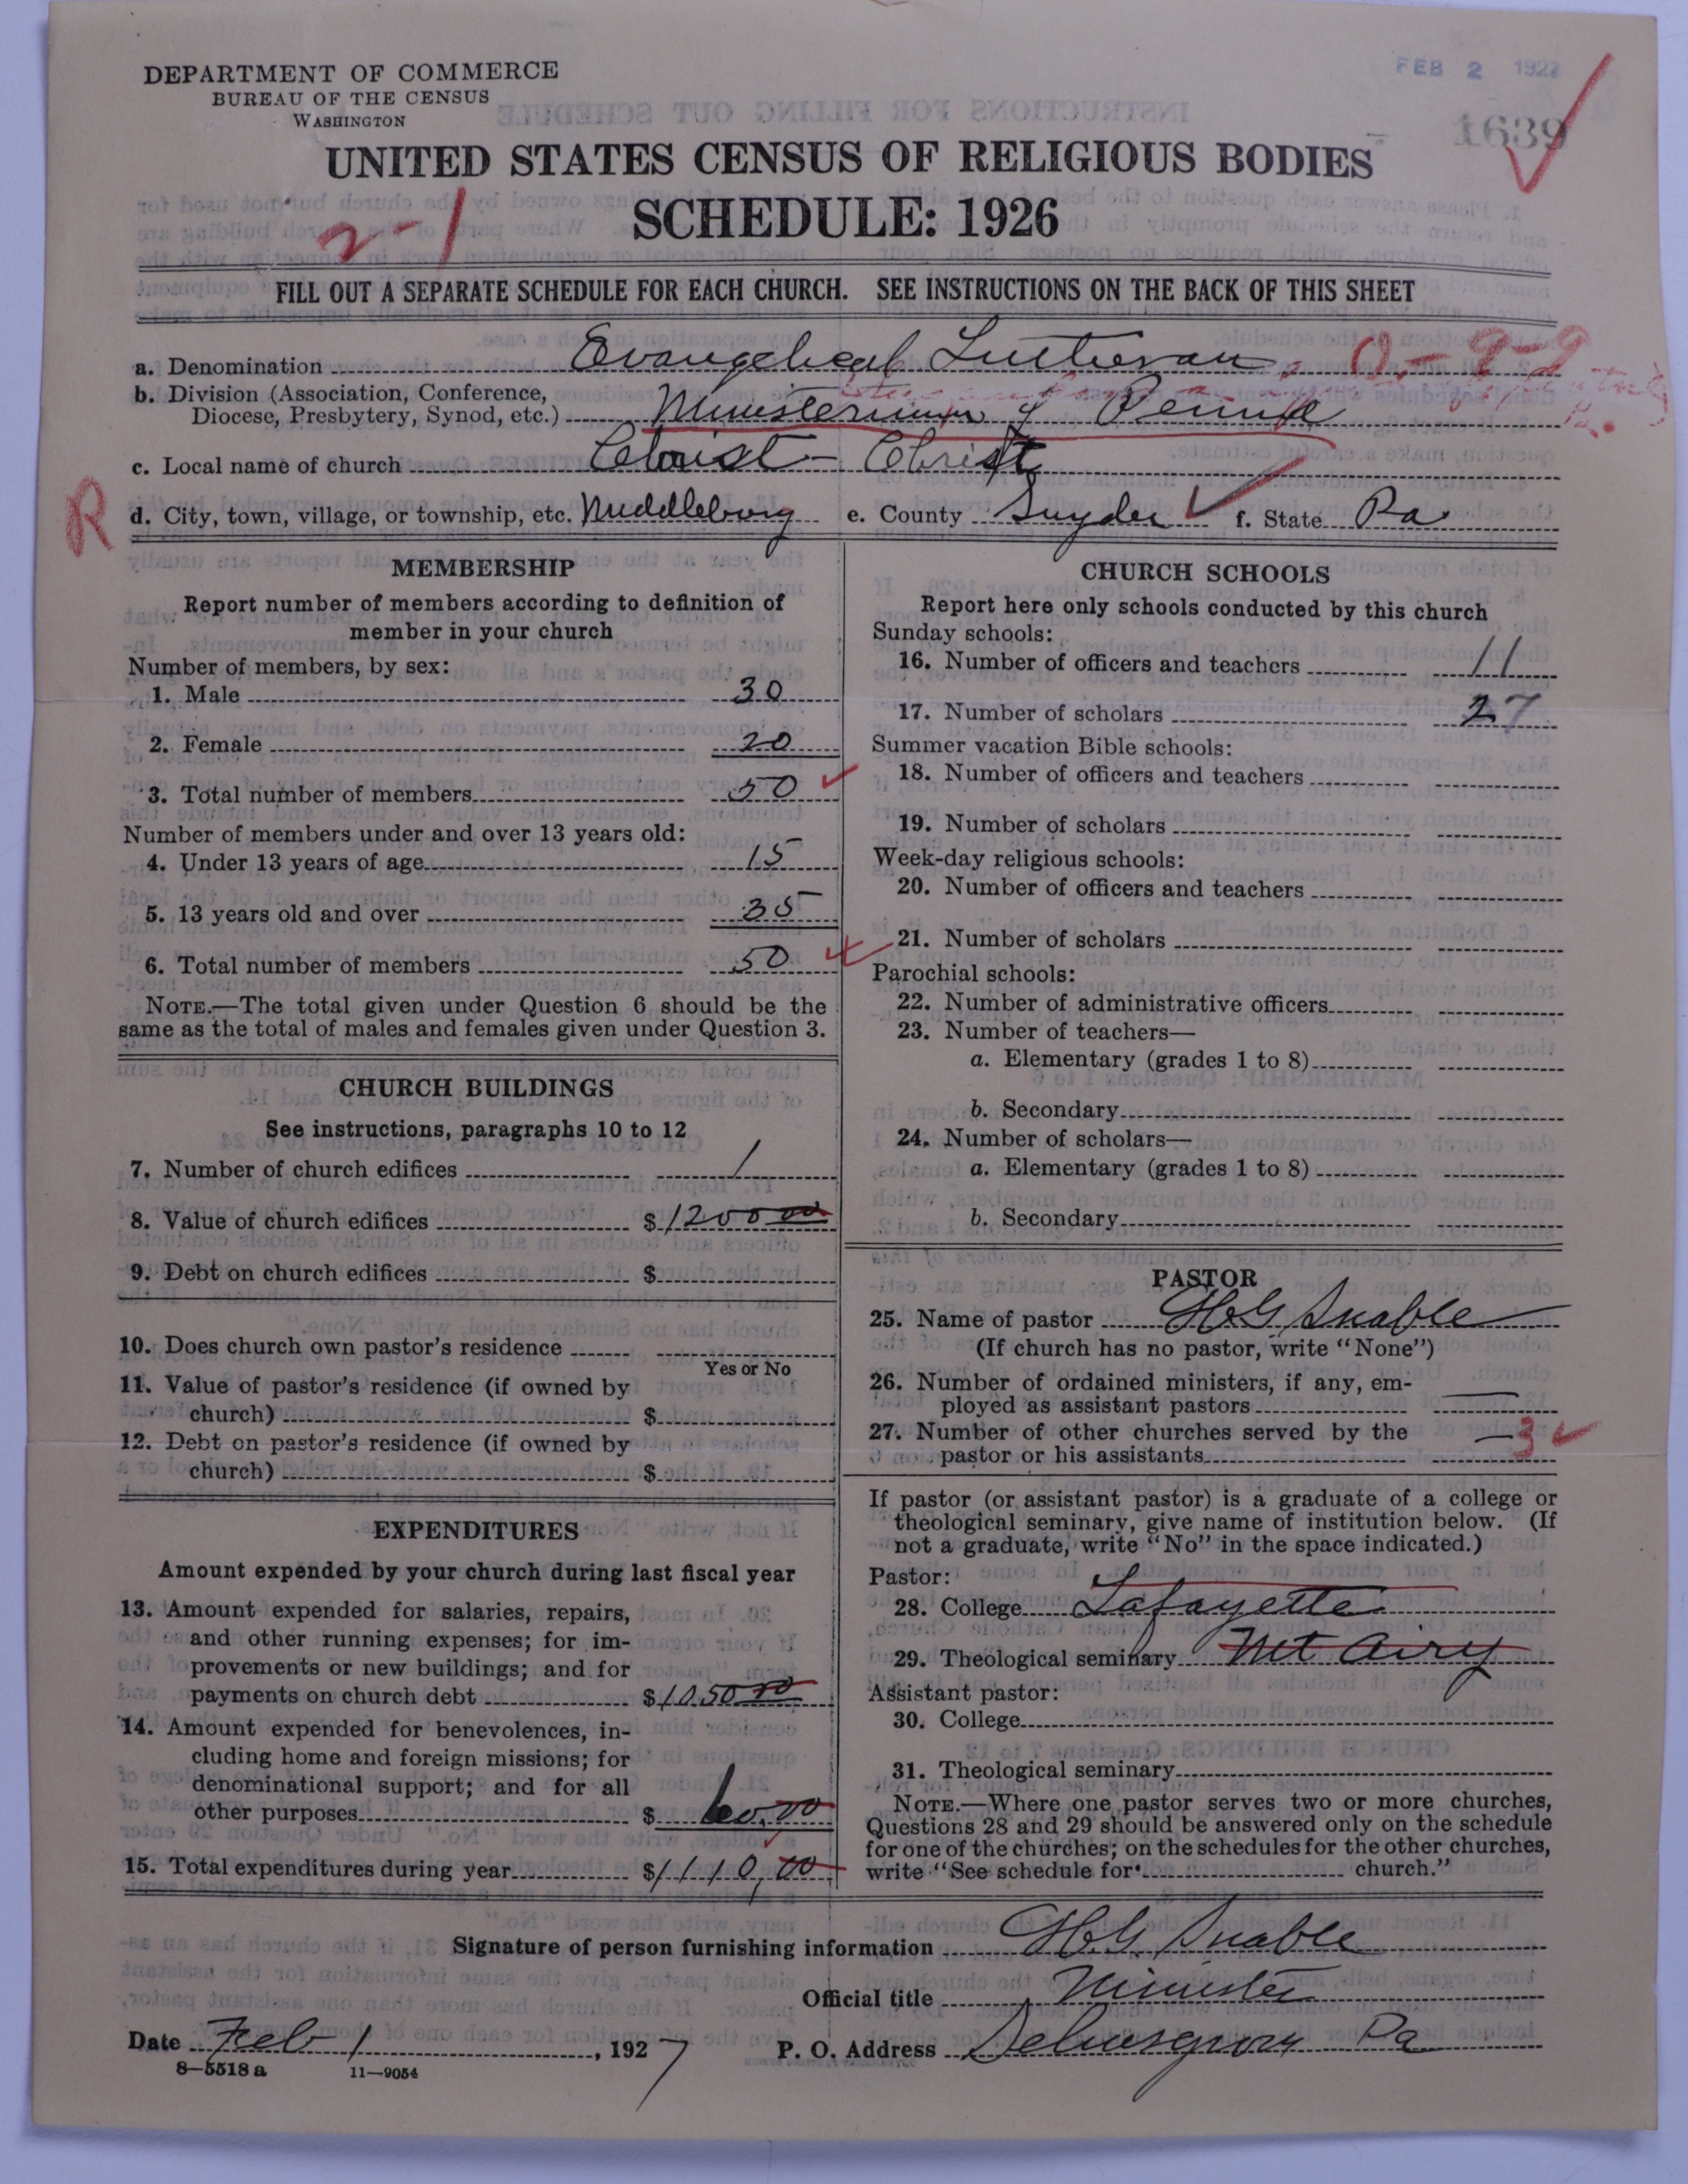 DEPARTMENT OF COMMERCE
BUREAU OF THE CENSUS
WASHINGTON
FEB 2 1927
1639
UNITED STATES CENSUS OF RELIGIOUS BODIES
SCHEDULE: 1926
2-1
FILL OUT A SEPARATE SCHEDULE FOR EACH CHURCH. SEE INSTRUCTIONS ON THE BACK OF THIS SHEET
a. Denomination Evangelical Lutheran 0-9-9
b. Division (Association, Conference,
Diocese, Presbytery, Synod, etc.) Ministerium of Penna
c. Local name of church Christ - Christ
R
d. City, town, village, or township, etc. Middleburg e. County Snyder f. State Pa
MEMBERSHIP
Report number of members according to definition of
member in your church
Number of members, by sex:
1. Male 30
2. Female 20
3. Total number of members 50
Number of members under and over 13 years old:
4. Under 13 years of age 15
5. 13 years old and over 35
6. Total number of members 50
NOTE.—The total given under Question 6 should be the
same as the total of males and females given under Question 3.
CHURCH BUILDINGS
See instructions, paragraphs 10 to 12
7. Number of church edifices 1
8. Value of church edifices $1200 00
9. Debt on church edifices $
10. Does church own pastor's residence
Yes or No
11. Value of pastor's residence (if owned by
church) $
12. Debt on pastor's residence (if owned by
church) $
EXPENDITURES
Amount expended by your church during last fiscal year
13. Amount expended for salaries, repairs,
and other running expenses; for im-
provements or new buildings; and for
payments on church debt $1050 00
14. Amount expended for benevolences, in-
cluding home and foreign missions; for
denominational support; and for all
other purposes $ 60.00
15. Total expenditures during year $1110,00
CHURCH SCHOOLS
Report here only schools conducted by this church
Sunday schools:
16. Number of officers and teachers 11
17. Number of scholars 27
Summer vacation Bible schools:
18. Number of officers and teachers
19. Number of scholars
Week-day religious schools:
20. Number of officers and teachers
21. Number of scholars
Parochial schools:
22. Number of administrative officers
23. Number of teachers—
a. Elementary (grades 1 to 8)
b. Secondary
24. Number of scholars—
a. Elementary (grades 1 to 8)
b. Secondary
PASTOR
25. Name of pastor H G Snable
(If church has no pastor, write "None")
26. Number of ordained ministers, if any, em-
ployed as assistant pastors —
27. Number of other churches served by the
pastor or his assistants —3
If pastor (or assistant pastor) is a graduate of a college or
theological seminary, give name of institution below. (If
not a graduate, write "No" in the space indicated.)
Pastor:
28. College Lafayette
29. Theological seminary Mt Airy
Assistant pastor:
30. College
31. Theological seminary
NOTE.—Where one pastor serves two or more churches,
Questions 28 and 29 should be answered only on the schedule
for one of the churches; on the schedules for the other churches,
write "See schedule for church."
Signature of person furnishing information H G. Snable
Official title Minister
Date Feb 1, 1927 P. O. Address Selinsgrove Pa
8—5518 a 11—9054